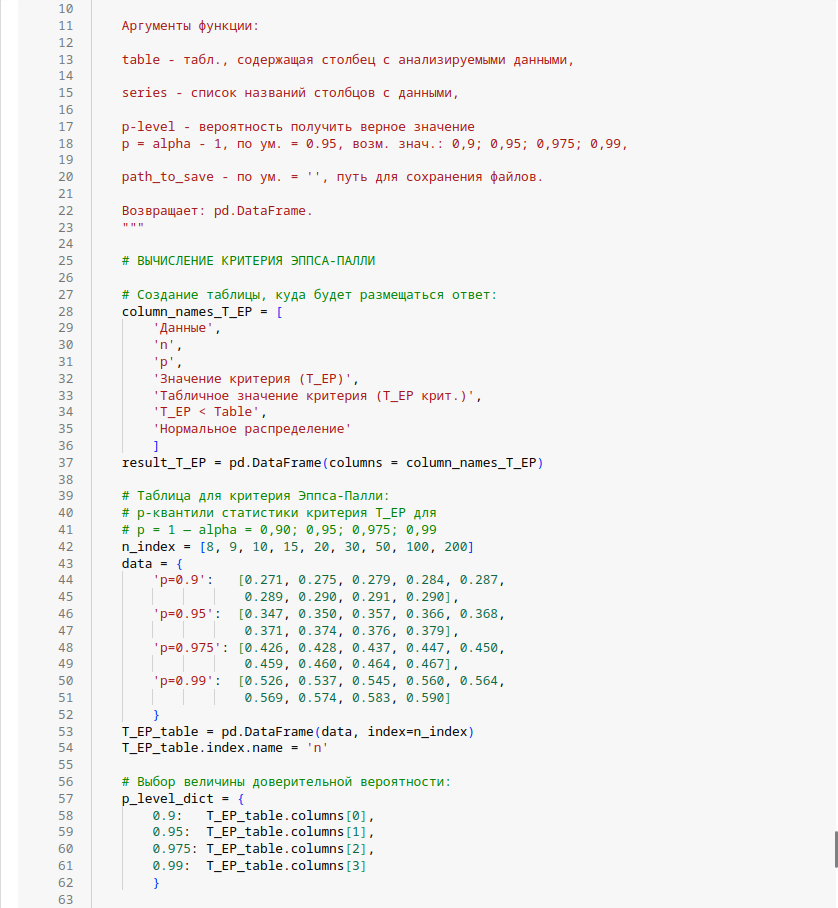 10
11 Аргументы функции:
12
13 table - табл., содержащая столбец с анализируемыми данными,
14
15 series - список названий столбцов с данными,
16
17 p-level - вероятность получить верное значение
18 p = alpha - 1, по ум. = 0.95, возм. знач.: 0,9; 0,95; 0,975; 0,99,
19
20 path_to_save - по ум. = '', путь для сохранения файлов.
21
22 Возвращает: pd.DataFrame.
23 """
24
25 # ВЫЧИСЛЕНИЕ КРИТЕРИЯ ЭППСА-ПАЛЛИ
26
27 # Создание таблицы, куда будет размещаться ответ:
28 column_names_T_EP = [
29 'Данные',
30 'n',
31 'p',
32 'Значение критерия (T_EP)',
33 'Табличное значение критерия (T_EP крит.)',
34 'T_EP < Table',
35 'Нормальное распределение'
36 ]
37 result_T_EP = pd.DataFrame(columns = column_names_T_EP)
38
39 # Таблица для критерия Эппса-Палли:
40 # p-квантили статистики критерия T_EP для
41 # p = 1 – alpha = 0,90; 0,95; 0,975; 0,99
42 n_index = [8, 9, 10, 15, 20, 30, 50, 100, 200]
43 data = {
44 'p=0.9': [0.271, 0.275, 0.279, 0.284, 0.287,
45 0.289, 0.290, 0.291, 0.290],
46 'p=0.95': [0.347, 0.350, 0.357, 0.366, 0.368,
47 0.371, 0.374, 0.376, 0.379],
48 'p=0.975': [0.426, 0.428, 0.437, 0.447, 0.450,
49 0.459, 0.460, 0.464, 0.467],
50 'p=0.99': [0.526, 0.537, 0.545, 0.560, 0.564,
51 0.569, 0.574, 0.583, 0.590]
52 }
53 T_EP_table = pd.DataFrame(data, index=n_index)
54 T_EP_table.index.name = 'n'
55
56 # Выбор величины доверительной вероятности:
57 p_level_dict = {
58 0.9: T_EP_table.columns[0],
59 0.95: T_EP_table.columns[1],
60 0.975: T_EP_table.columns[2],
61 0.99: T_EP_table.columns[3]
62 }
63